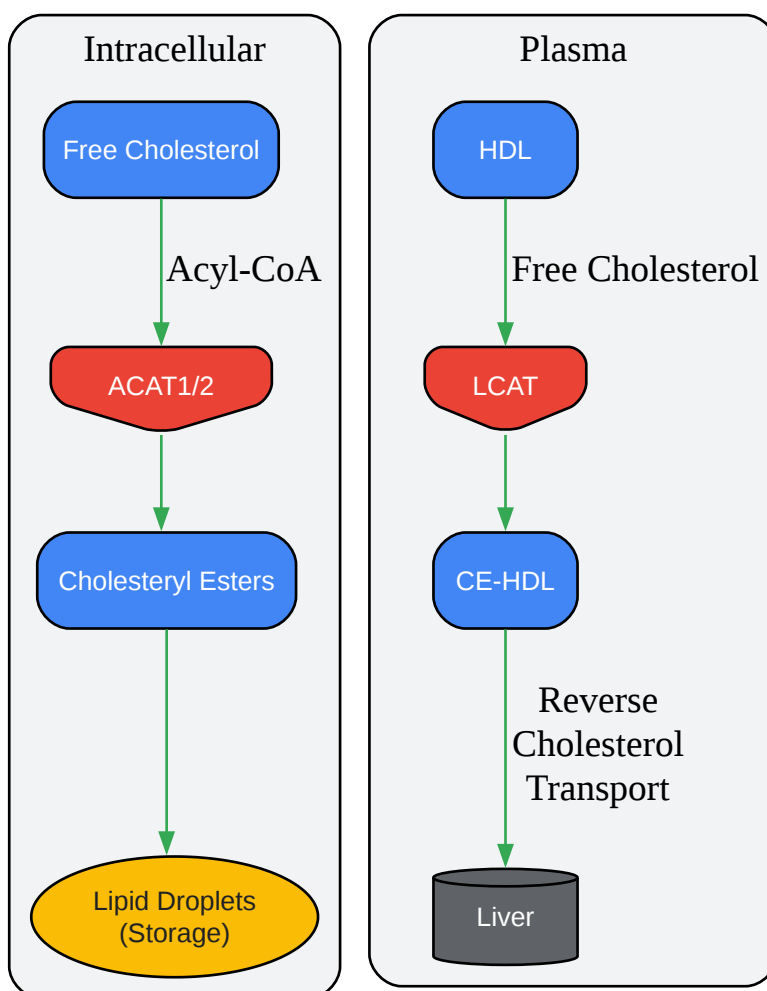 Intracellular
Free Cholesterol
Acyl-CoA
ACAT1/2
Cholesteryl Esters
Lipid Droplets
(Storage)
Plasma
HDL
Free Cholesterol
LCAT
CE-HDL
Reverse
Cholesterol
Transport
Liver